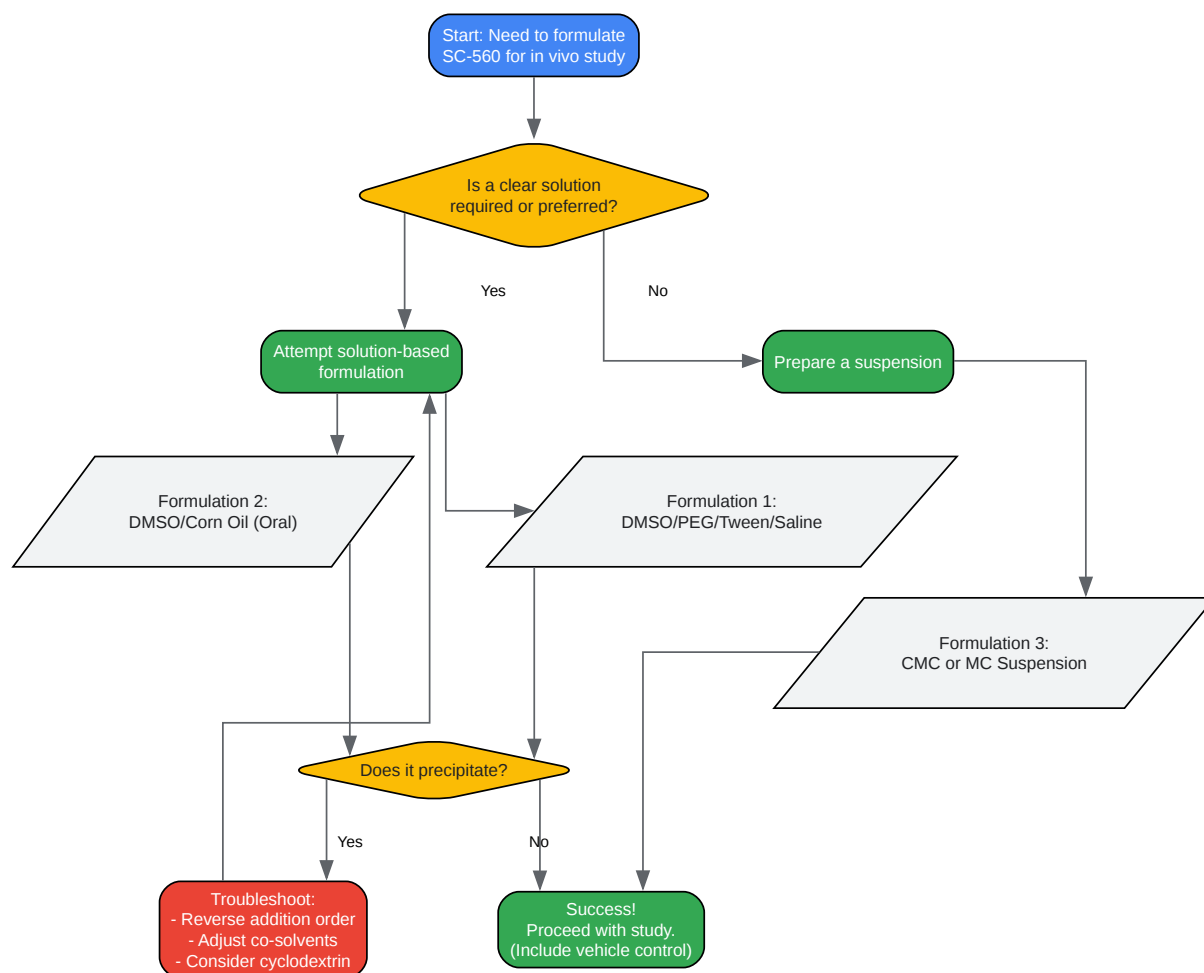 Start: Need to formulate
SC-560 for in vivo study
Is a clear solution
required or preferred?
Yes
No
Attempt solution-based
formulation
Prepare a suspension
Formulation 2:
DMSO/Corn Oil (Oral)
Formulation 1:
DMSO/PEG/Tween/Saline
Formulation 3:
CMC or MC Suspension
Does it precipitate?
Yes
No
Troubleshoot:
- Reverse addition order
- Adjust co-solvents
- Consider cyclodextrin
Success!
Proceed with study.
(Include vehicle control)